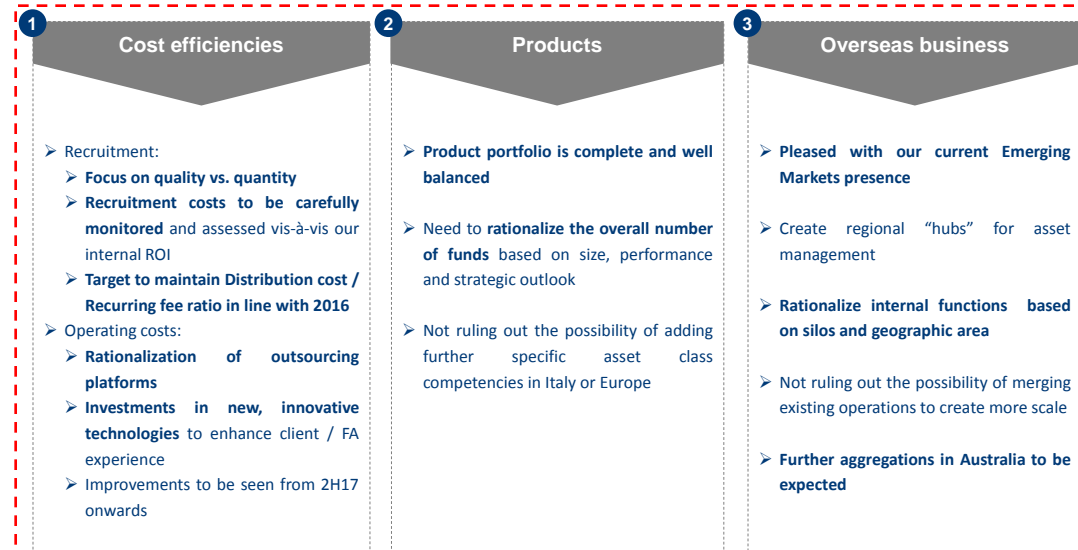 1
Cost efficiencies
➢ Recruitment:
➢ Focus on quality vs. quantity
➢ Recruitment costs to be carefully
monitored and assessed vis-à-vis our
internal ROI
➢ Target to maintain Distribution cost /
Recurring fee ratio in line with 2016
➢ Operating costs:
➢ Rationalization of outsourcing
platforms
➢ Investments in new, innovative
technologies to enhance client / FA
experience
➢ Improvements to be seen from 2H17
onwards
2
Products
➢ Product portfolio is complete and well
balanced
➢ Need to rationalize the overall number
of funds based on size, performance
and strategic outlook
➢ Not ruling out the possibility of adding
further specific asset class
competencies in Italy or Europe
3
Overseas business
➢ Pleased with our current Emerging
Markets presence
➢ Create regional “hubs” for asset
management
➢ Rationalize internal functions based
on silos and geographic area
➢ Not ruling out the possibility of merging
existing operations to create more scale
➢ Further aggregations in Australia to be
expected